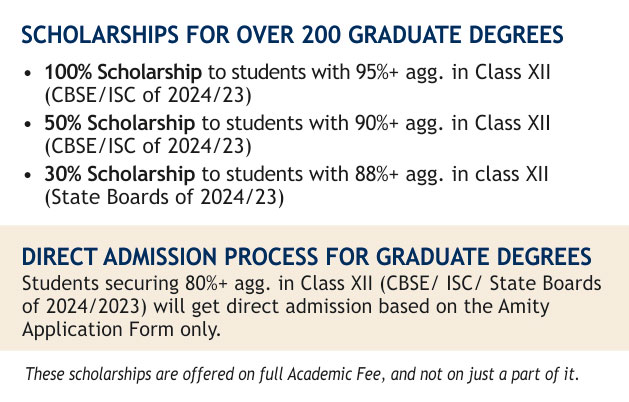 SCHOLARSHIPS FOR OVER 200 GRADUATE DEGREES
• 100% Scholarship to students with 95%+ agg. in Class XII
(CBSE/ISC of 2024/23)
• 50% Scholarship to students with 90%+ agg. in Class XII
(CBSE/ISC of 2024/23)
• 30% Scholarship to students with 88%+ agg. in class XII
(State Boards of 2024/23)
DIRECT ADMISSION PROCESS FOR GRADUATE DEGREES
Students securing 80%+ agg. in Class XII (CBSE/ ISC/ State Boards
of 2024/2023) will get direct admission based on the Amity
Application Form only.
These scholarships are offered on full Academic Fee, and not on just a part of it.